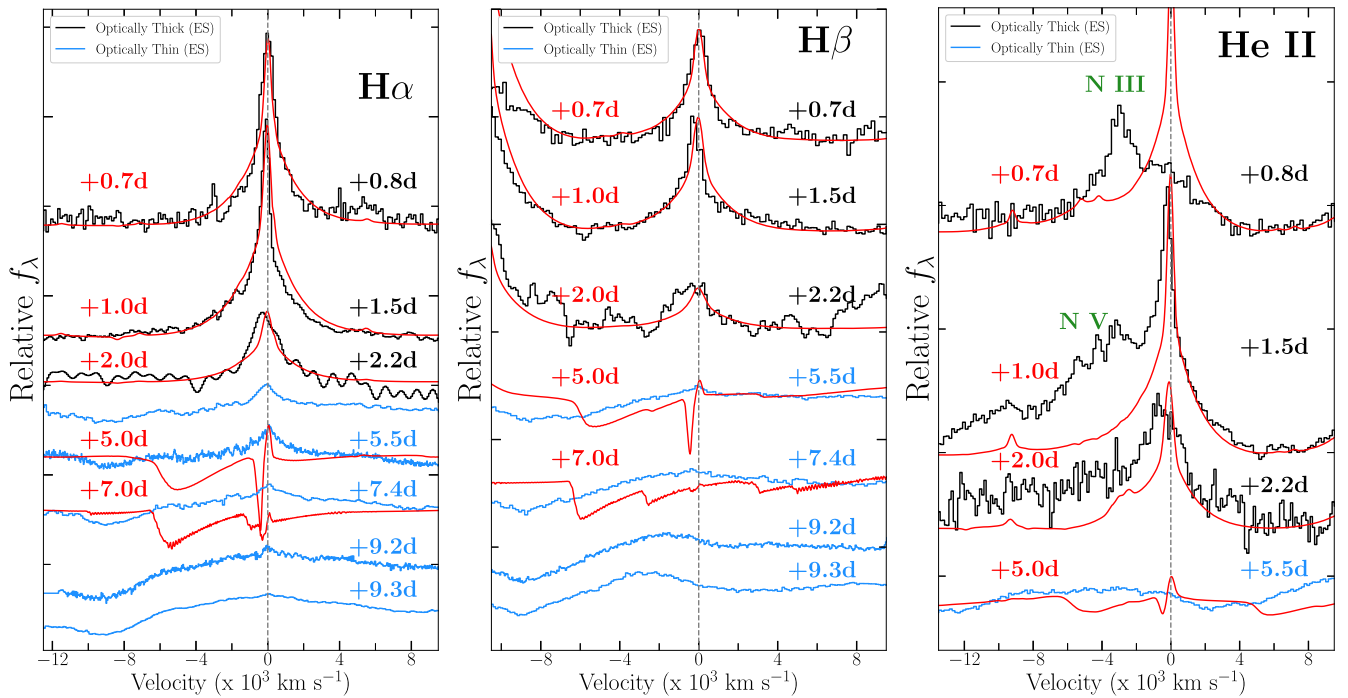 Optically Thick (ES)
Optically Thin (ES)
Hα
+0.7d
+0.8d
+1.0d
+1.5d
+2.0d
+2.2d
+5.0d
+5.5d
+7.0d
+7.4d
+9.2d
+9.3d
Relative fλ
−12 −8 −4 0 4 8
Velocity (x 10³ km s⁻¹)
Optically Thick (ES)
Optically Thin (ES)
Hβ
+0.7d
+0.7d
+1.0d
+1.5d
+2.0d
+2.2d
+5.0d
+5.5d
+7.0d
+7.4d
+9.2d
+9.3d
Relative fλ
−8 −4 0 4 8
Velocity (x 10³ km s⁻¹)
Optically Thick (ES)
Optically Thin (ES)
He II
N III
+0.7d
+0.8d
N V
+1.0d
+1.5d
+2.0d
+2.2d
+5.0d
+5.5d
Relative fλ
−12 −8 −4 0 4 8
Velocity (x 10³ km s⁻¹)